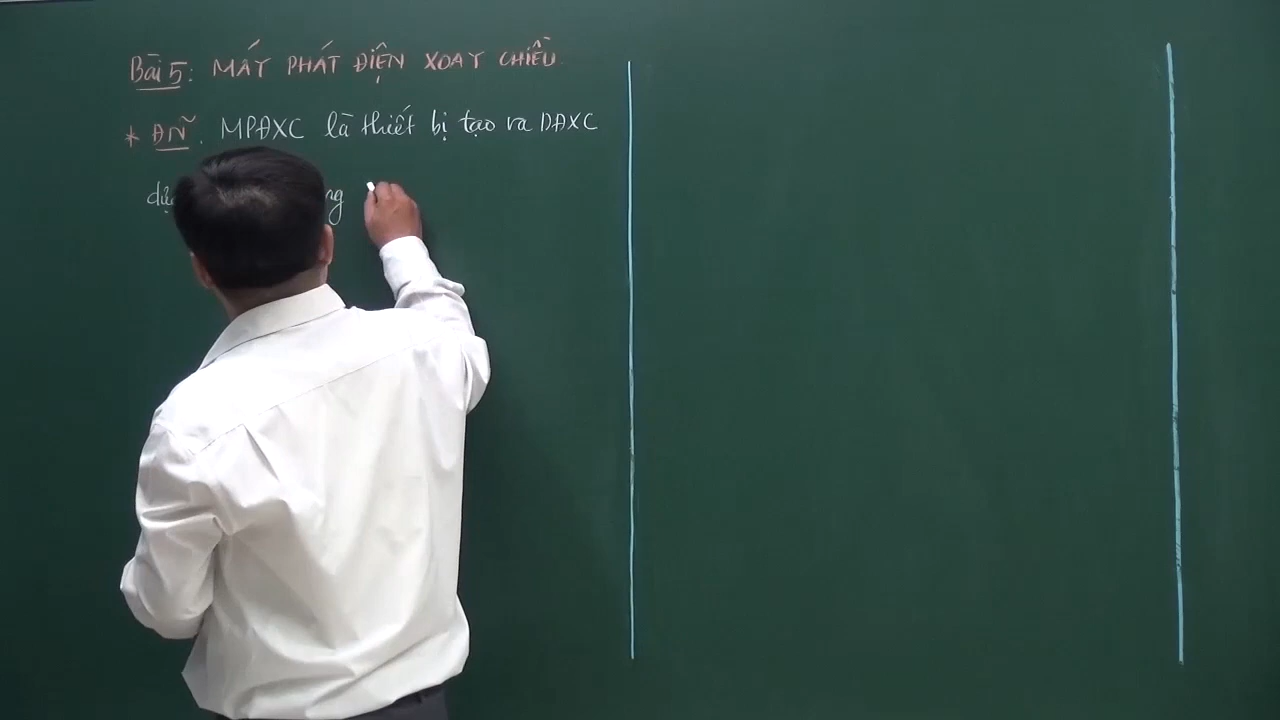 Bài 5: MÁY PHÁT ĐIỆN XOAY CHIỀU
* ĐN. MPĐXC là thiết bị tạo ra DĐXC